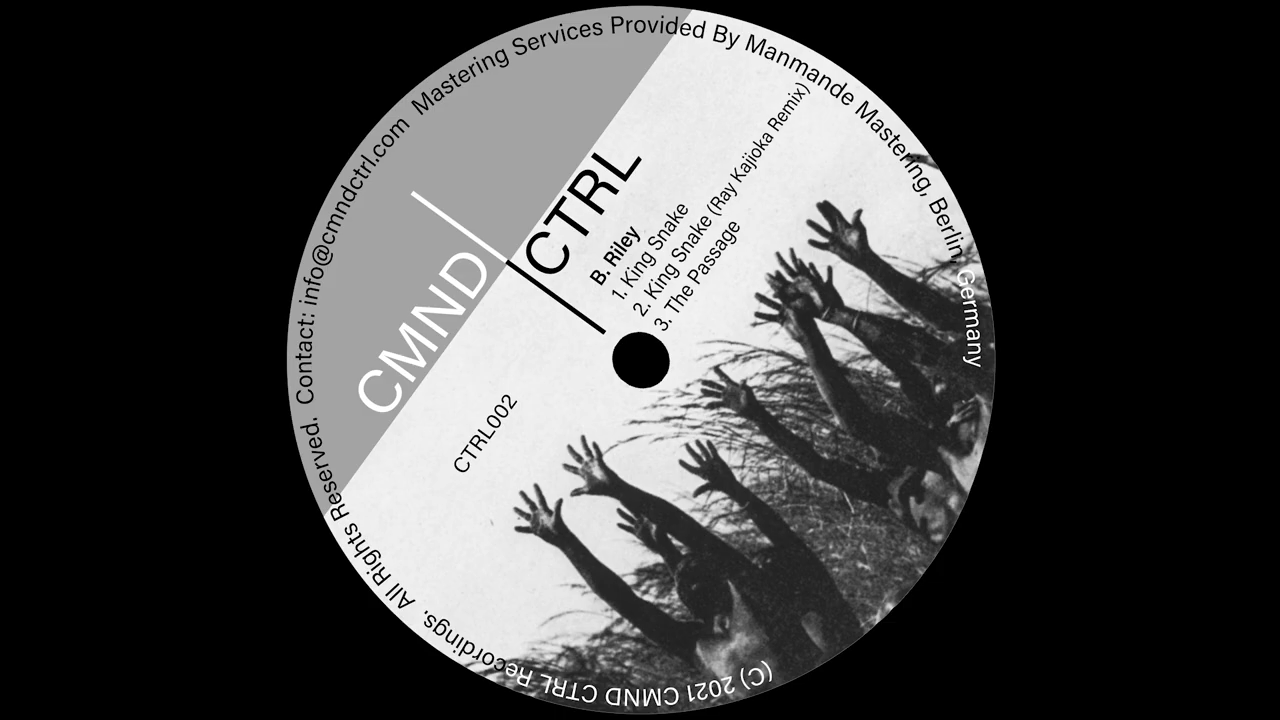 CMND
CTRL
B. Riley
1. King Snake
2. King Snake (Ray Kajioka Remix)
3. The Passage
CTRL002
(C) 2021 CMND CTRL Recordings. All Rights Reserved. Contact: info@cmndctrl.com Mastering Services Provided By Manmande Mastering, Berlin, Germany